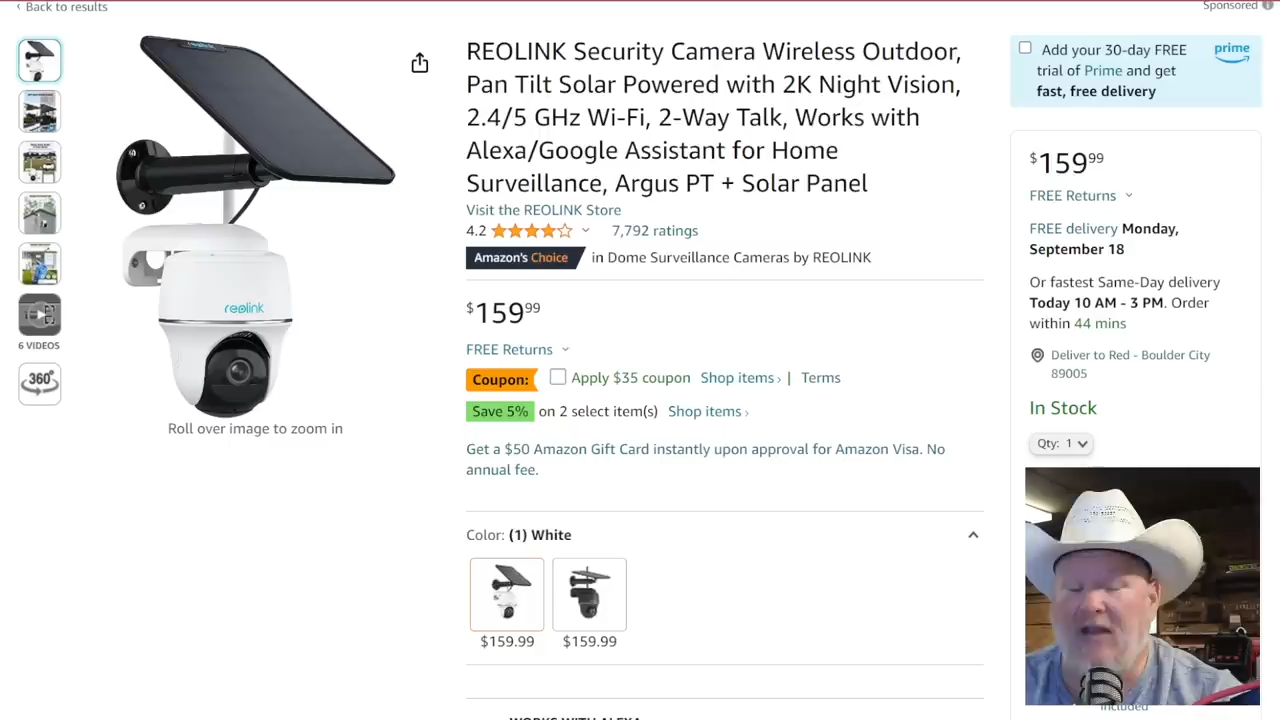 ‹ Back to results
Sponsored
reolink
reolink
6 VIDEOS
360°
Roll over image to zoom in
REOLINK Security Camera Wireless Outdoor,
Pan Tilt Solar Powered with 2K Night Vision,
2.4/5 GHz Wi-Fi, 2-Way Talk, Works with
Alexa/Google Assistant for Home
Surveillance, Argus PT + Solar Panel
Visit the REOLINK Store
4.2 7,792 ratings
Amazon's Choice in Dome Surveillance Cameras by REOLINK
$15999
FREE Returns
Coupon: Apply $35 coupon Shop items › | Terms
Save 5% on 2 select item(s) Shop items ›
Get a $50 Amazon Gift Card instantly upon approval for Amazon Visa. No
annual fee.
Color: (1) White
$159.99 $159.99
WORKS WITH ALEXA
Add your 30-day FREE
trial of Prime and get
fast, free delivery
prime
$15999
FREE Returns
FREE delivery Monday,
September 18
Or fastest Same-Day delivery
Today 10 AM - 3 PM. Order
within 44 mins
Deliver to Red - Boulder City
89005
In Stock
Qty: 1
included